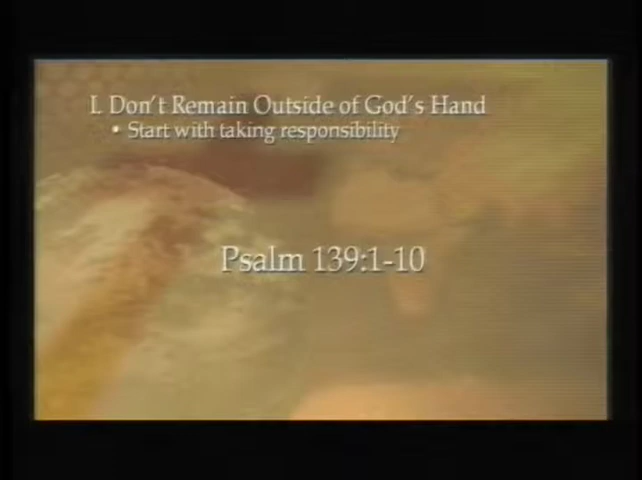 I. Don't Remain Outside of God's Hand
• Start with taking responsibility
Psalm 139:1-10